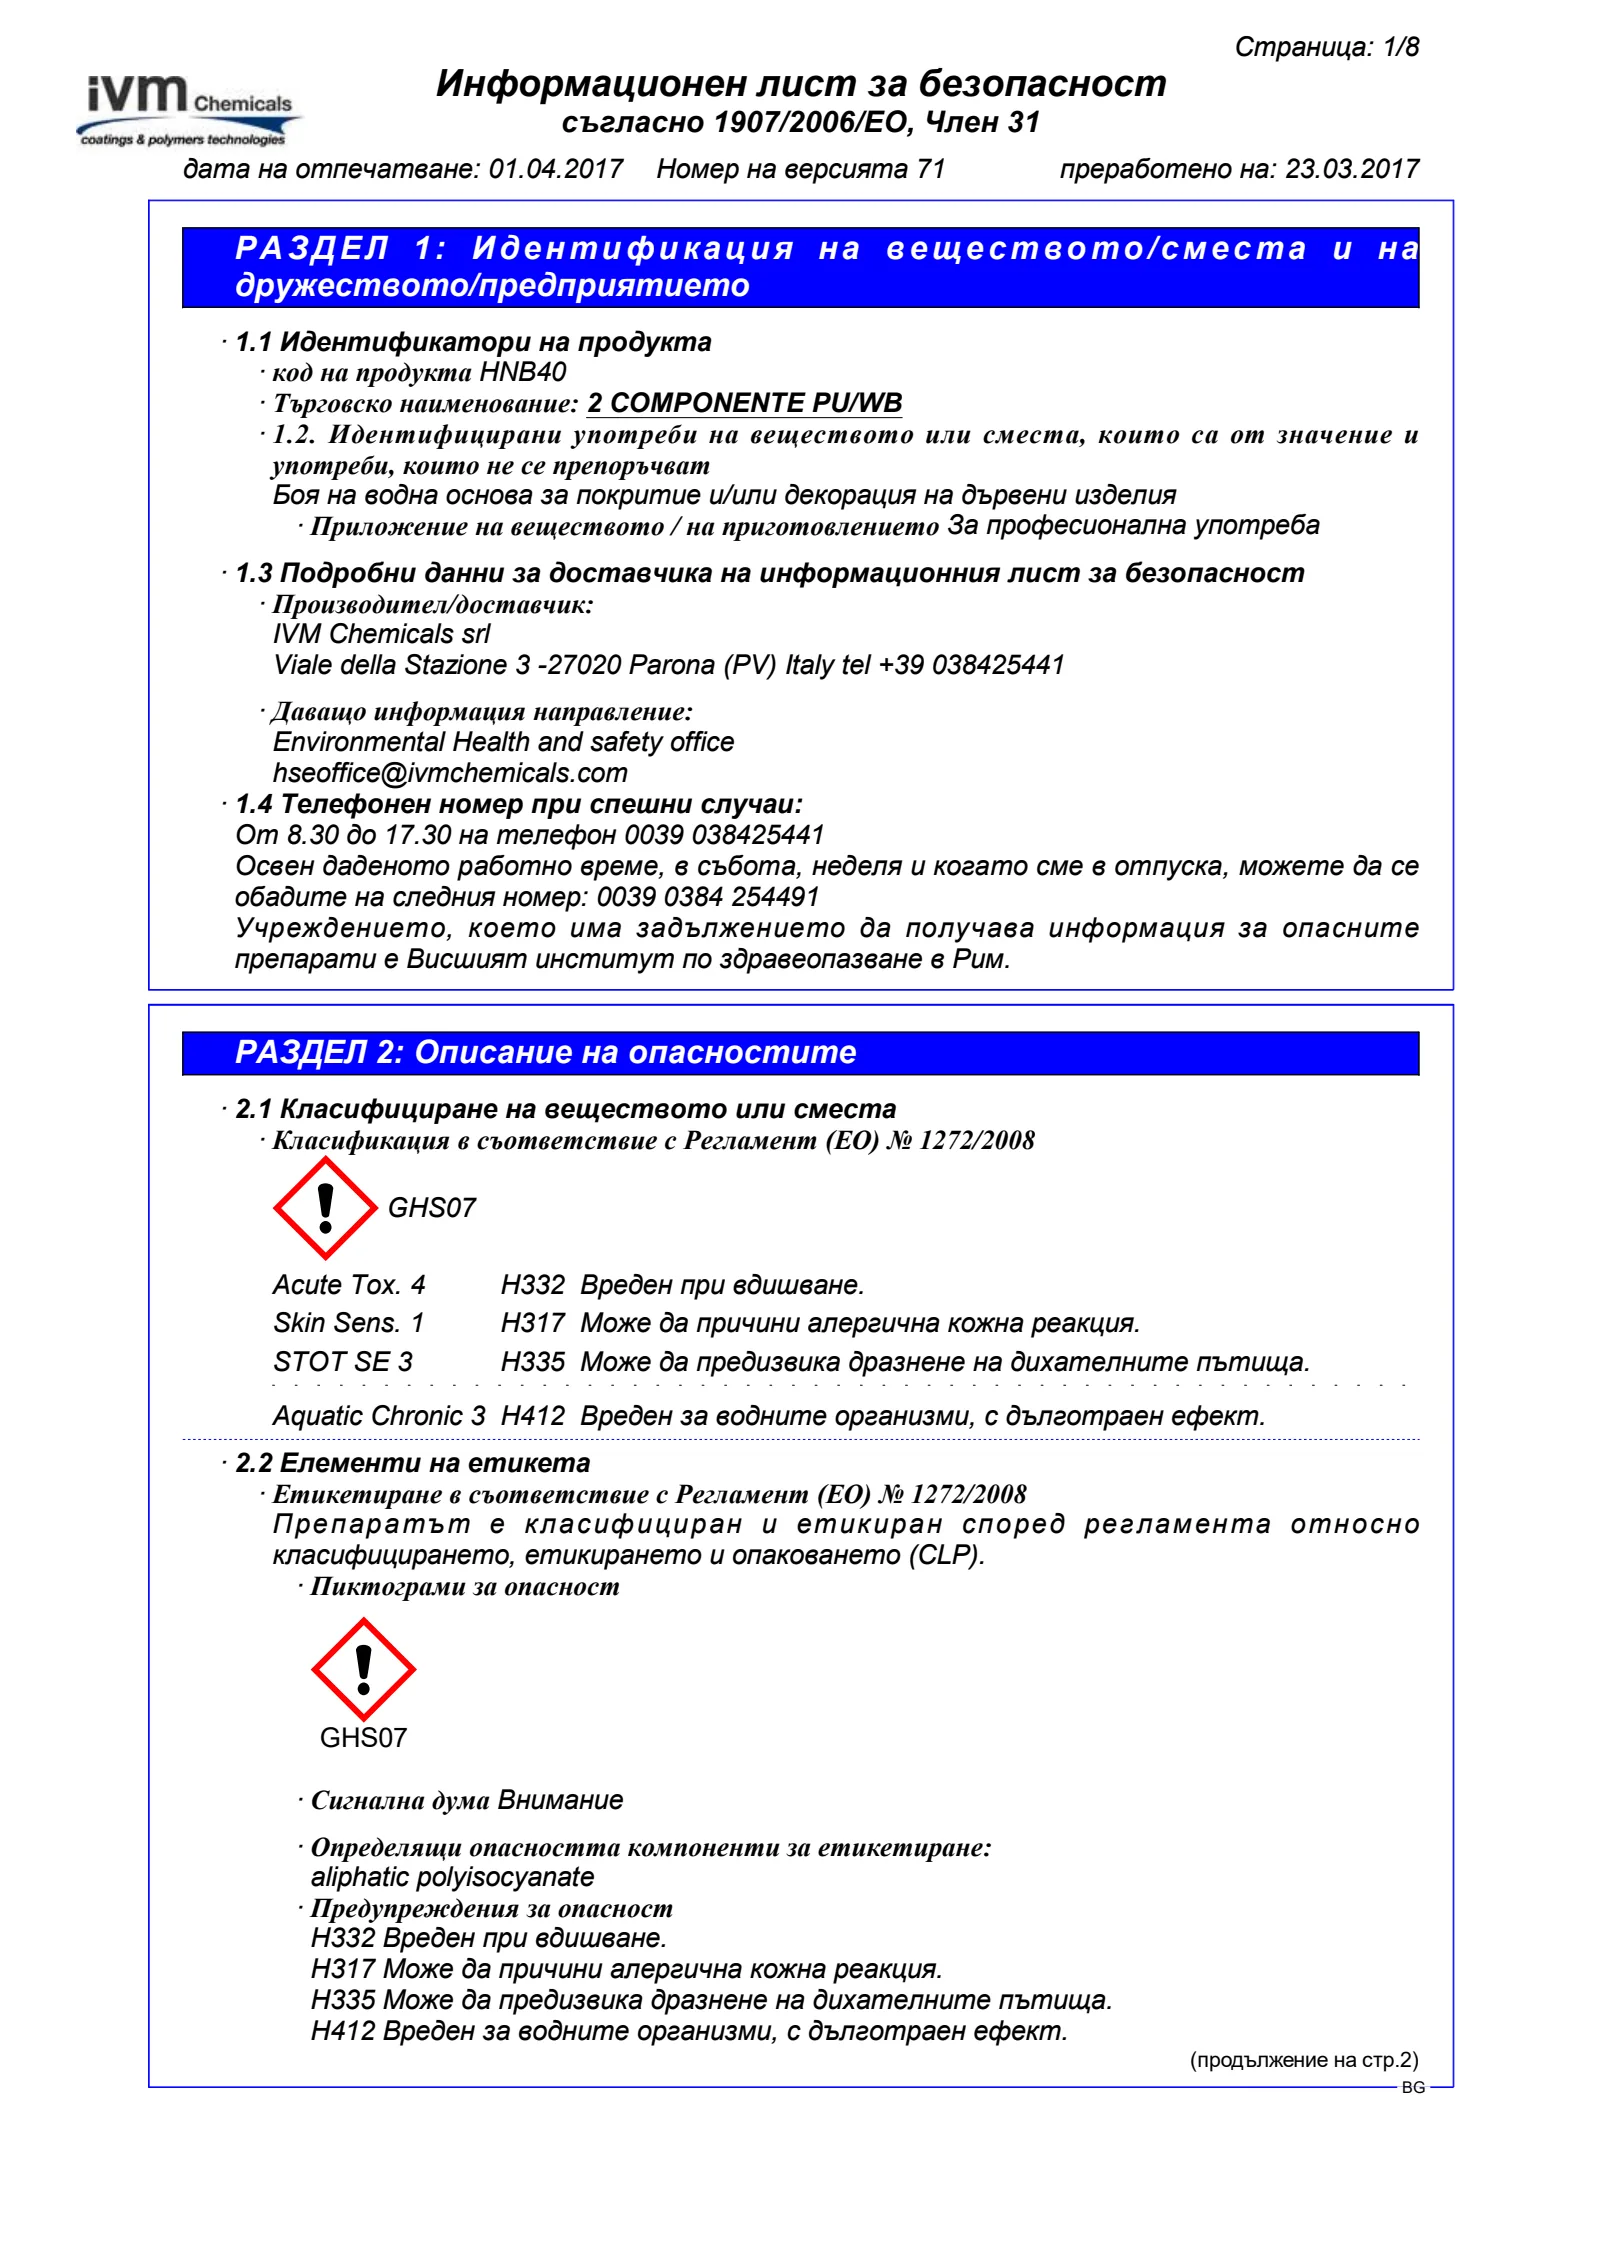 Страница: 1/8
ivm Chemicals
coatings & polymers technologies
Информационен лист за безопасност
съгласно 1907/2006/EO, Член 31
дата на отпечатване: 01.04.2017 Номер на версията 71 преработено на: 23.03.2017
РАЗДЕЛ 1: Идентификация на веществото/сместа и на
дружеството/предприятието
· 1.1 Идентификатори на продукта
· код на продукта HNB40
· Търговско наименование: 2 COMPONENTE PU/WB
· 1.2. Идентифицирани употреби на веществото или сместа, които са от значение и
употреби, които не се препоръчват
Боя на водна основа за покритие и/или декорация на дървени изделия
· Приложение на веществото / на приготовлението За професионална употреба
· 1.3 Подробни данни за доставчика на информационния лист за безопасност
· Производител/доставчик:
IVM Chemicals srl
Viale della Stazione 3 -27020 Parona (PV) Italy tel +39 038425441
· Даващо информация направление:
Environmental Health and safety office
hseoffice@ivmchemicals.com
· 1.4 Телефонен номер при спешни случаи:
От 8.30 до 17.30 на телефон 0039 038425441
Освен даденото работно време, в събота, неделя и когато сме в отпуска, можете да се
обадите на следния номер: 0039 0384 254491
Учреждението, което има задължението да получава информация за опасните
препарати е Висшият институт по здравеопазване в Рим.
РАЗДЕЛ 2: Описание на опасностите
· 2.1 Класифициране на веществото или сместа
· Класификация в съответствие с Регламент (ЕО) № 1272/2008
GHS07
Acute Tox. 4 H332 Вреден при вдишване.
Skin Sens. 1 H317 Може да причини алергична кожна реакция.
STOT SE 3 H335 Може да предизвика дразнене на дихателните пътища.
Aquatic Chronic 3 H412 Вреден за водните организми, с дълготраен ефект.
· 2.2 Елементи на етикета
· Етикетиране в съответствие с Регламент (ЕО) № 1272/2008
Препаратът е класифициран и етикиран според регламента относно
класифицирането, етикирането и опаковането (CLP).
· Пиктограми за опасност
GHS07
· Сигнална дума Внимание
· Определящи опасността компоненти за етикетиране:
aliphatic polyisocyanate
· Предупреждения за опасност
H332 Вреден при вдишване.
H317 Може да причини алергична кожна реакция.
H335 Може да предизвика дразнене на дихателните пътища.
H412 Вреден за водните организми, с дълготраен ефект.
(продължение на стр.2)
BG